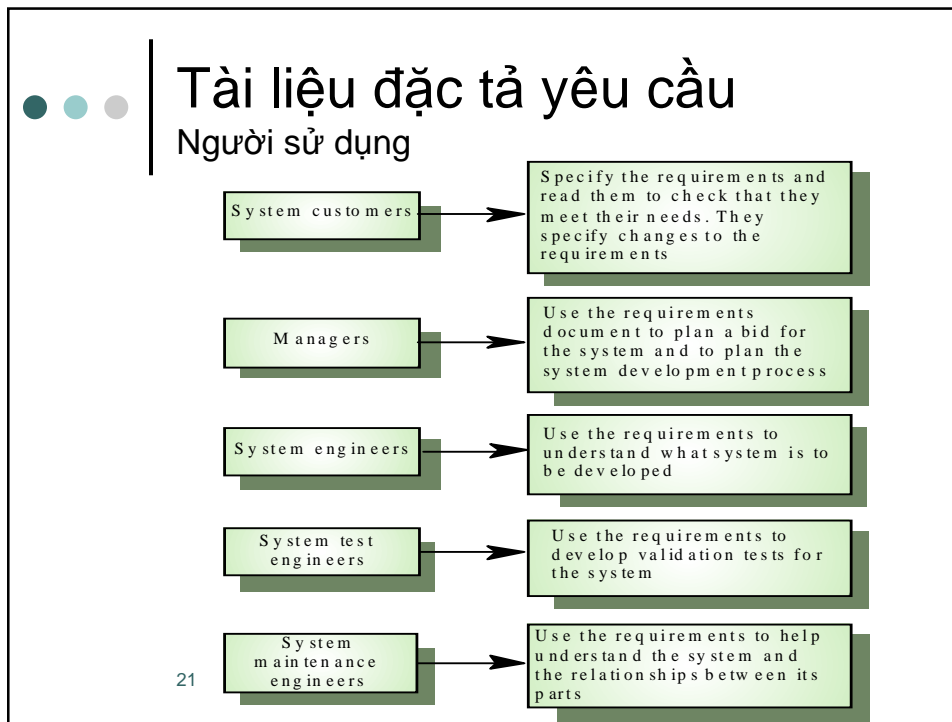 Tài liệu đặc tả yêu cầu
Người sử dụng
System customers
Specify the requirements and
read them to check that they
meet their needs. They
specify changes to the
requirements
Managers
Use the requirements
document to plan a bid for
the system and to plan the
system development process
System engineers
Use the requirements to
understand what system is to
be developed
System test
engineers
Use the requirements to
develop validation tests for
the system
System
maintenance
engineers
Use the requirements to help
understand the system and
the relationships between its
parts
21